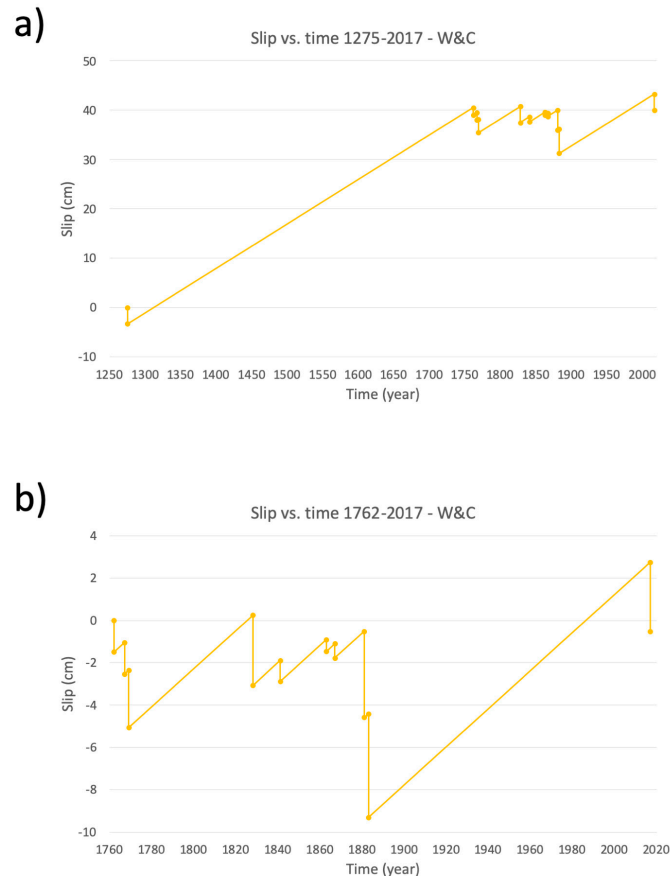 a)
Slip vs. time 1275-2017 - W&C
50
40
30
20
10
0
-10
Slip (cm)
1250 1300 1350 1400 1450 1500 1550 1600 1650 1700 1750 1800 1850 1900 1950 2000
Time (year)
b)
Slip vs. time 1762-2017 - W&C
4
2
0
-2
-4
-6
-8
-10
Slip (cm)
1760 1780 1800 1820 1840 1860 1880 1900 1920 1940 1960 1980 2000 2020
Time (year)